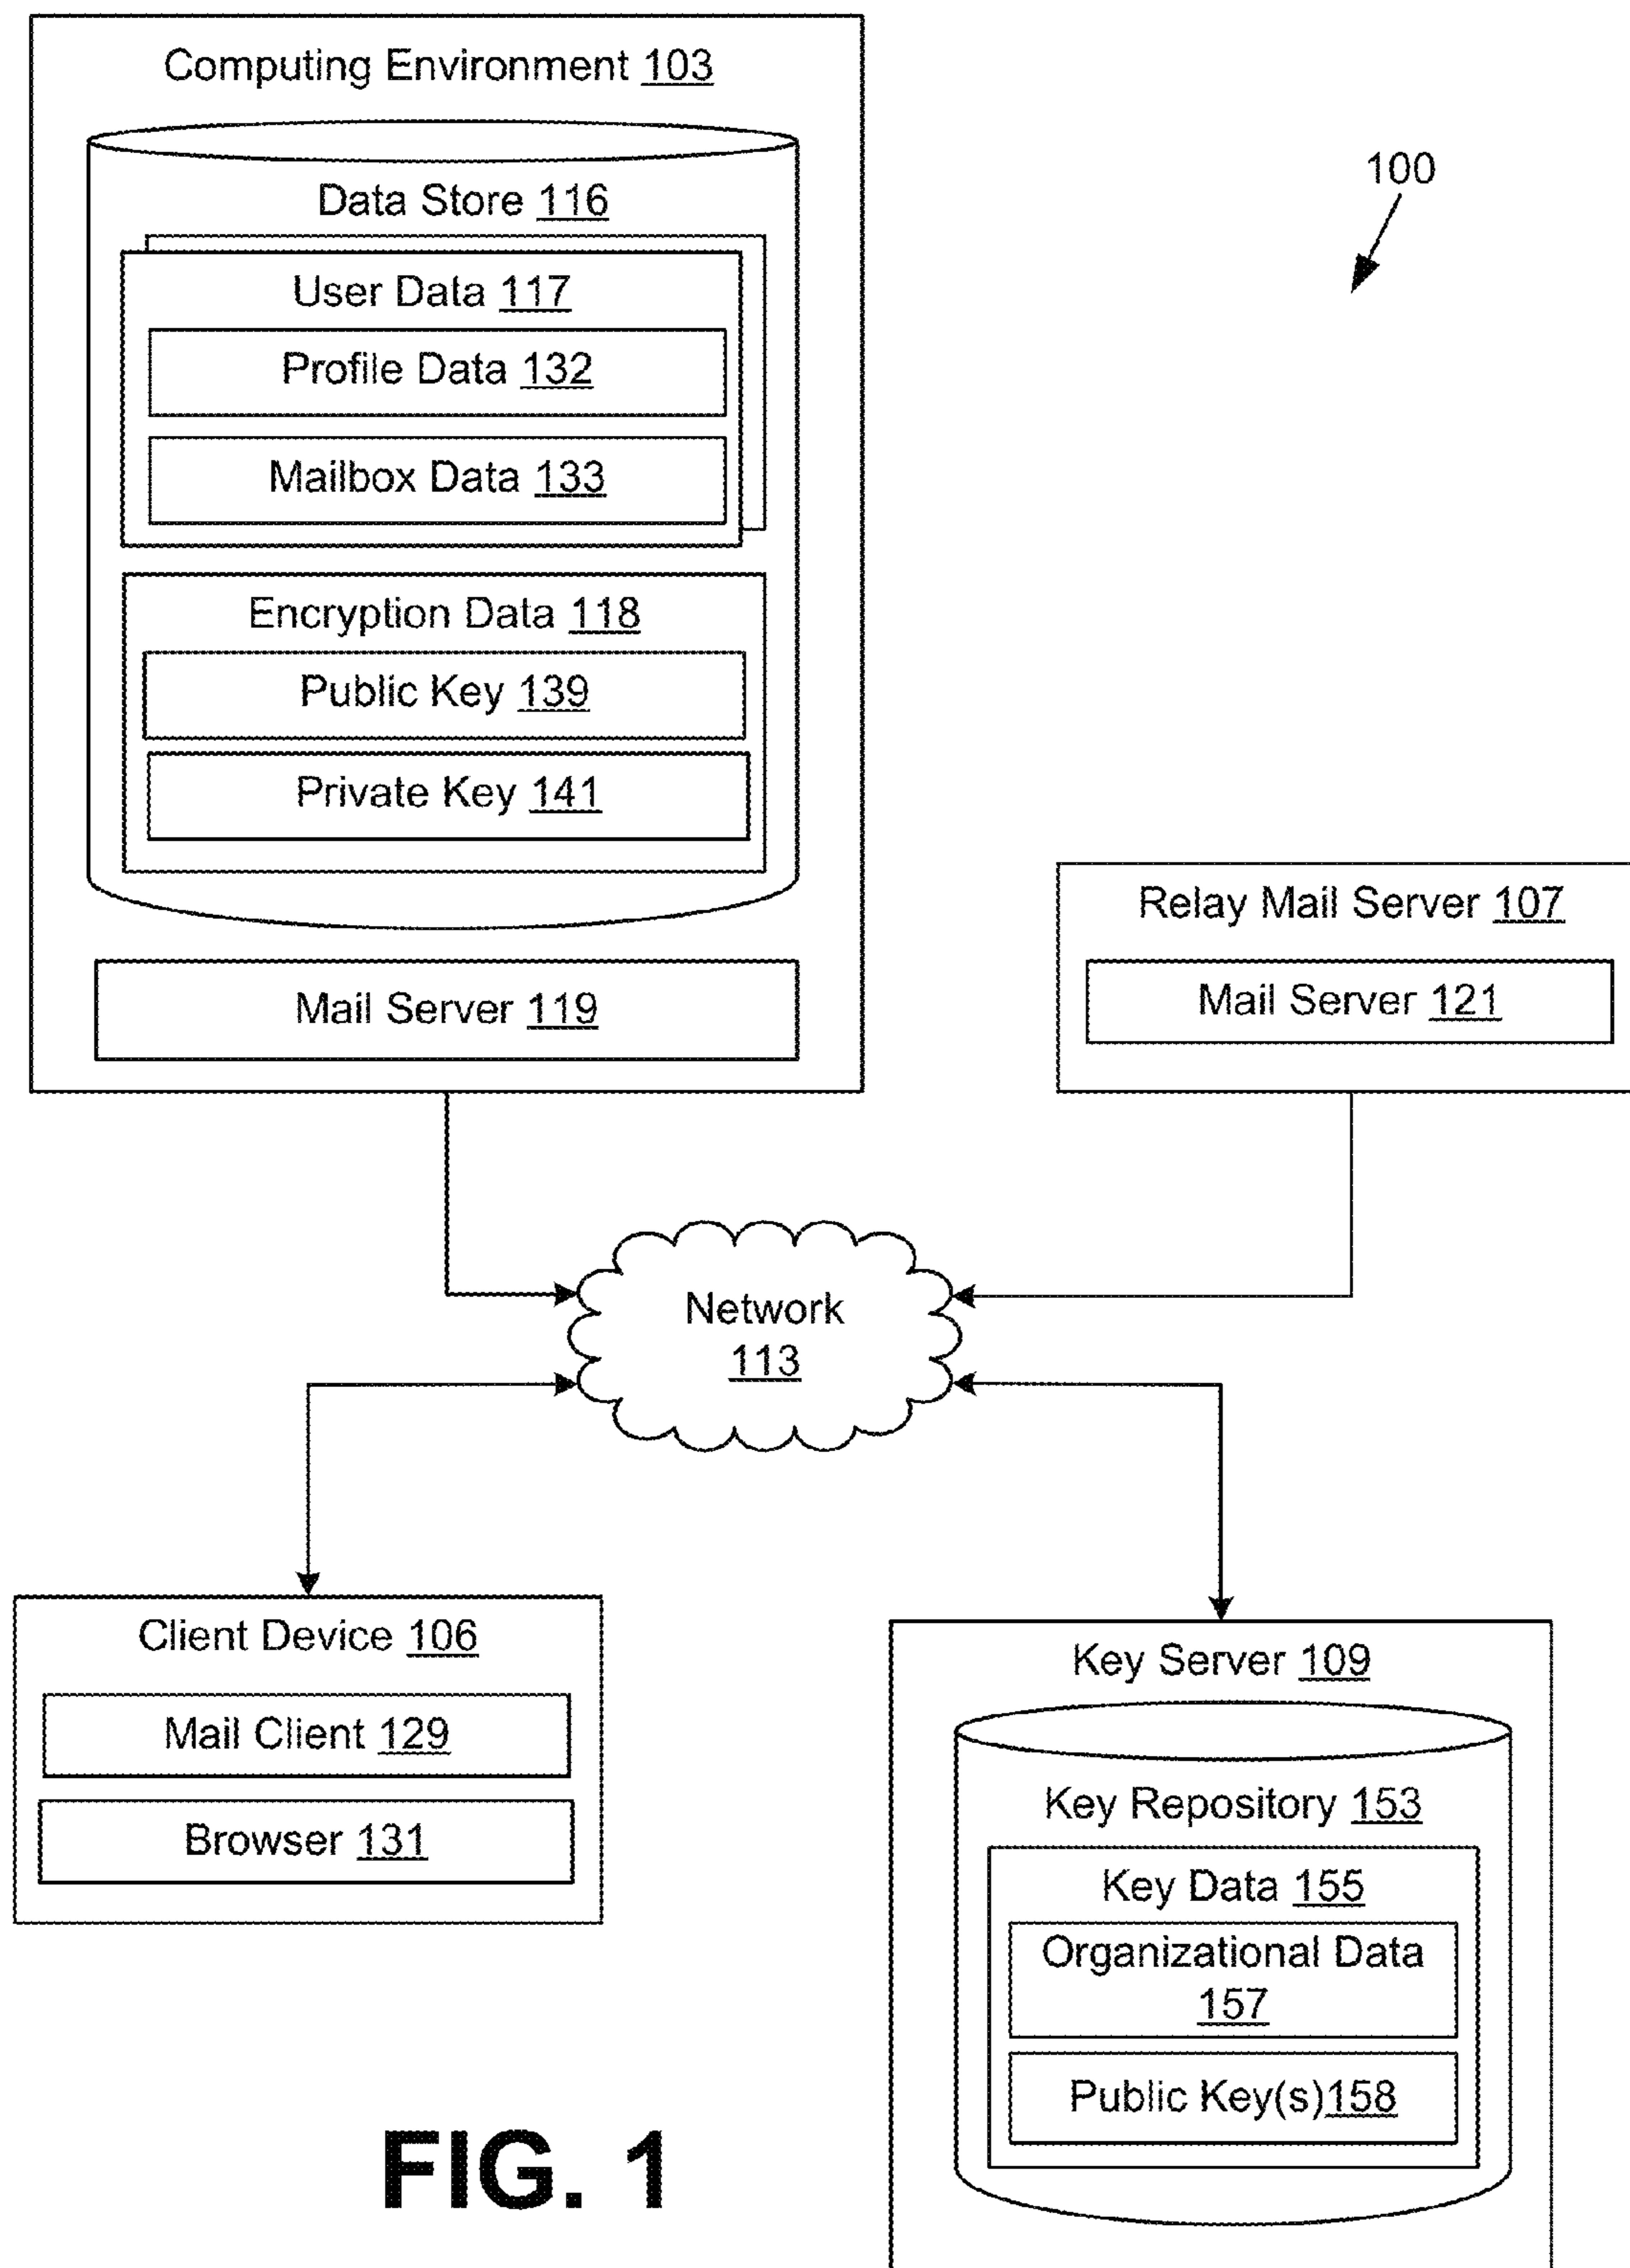 Computing Environment 103
Data Store 116
User Data 117
Profile Data 132
Mailbox Data 133
Encryption Data 118
Public Key 139
Private Key 141
Mail Server 119
100
Relay Mail Server 107
Mail Server 121
Network
113
Client Device 106
Mail Client 129
Browser 131
Key Server 109
Key Repository 153
Key Data 155
Organizational Data
157
Public Key(s)158
FIG. 1